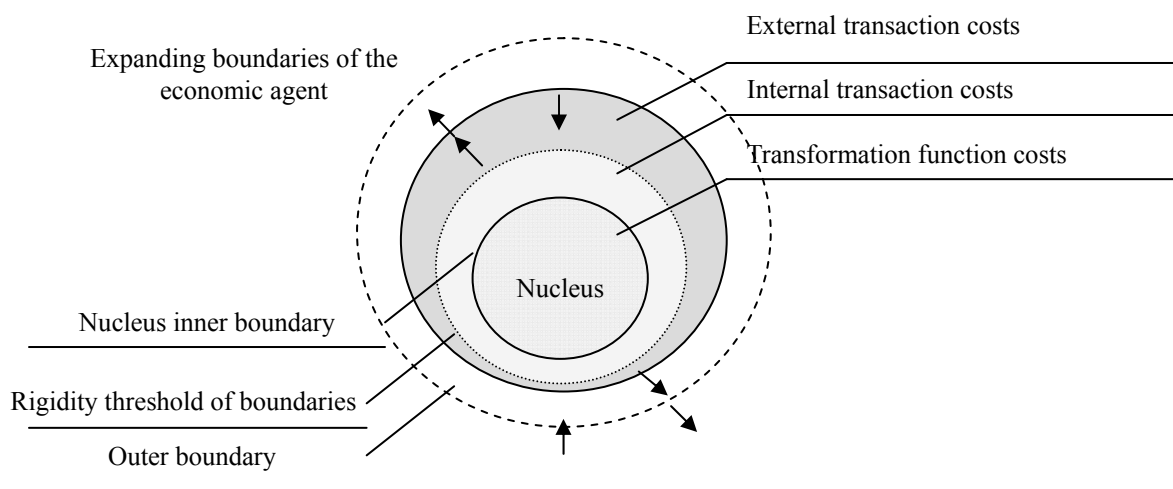 External transaction costs
Expanding boundaries of the
economic agent
Internal transaction costs
Transformation function costs
Nucleus
Nucleus inner boundary
Rigidity threshold of boundaries
Outer boundary